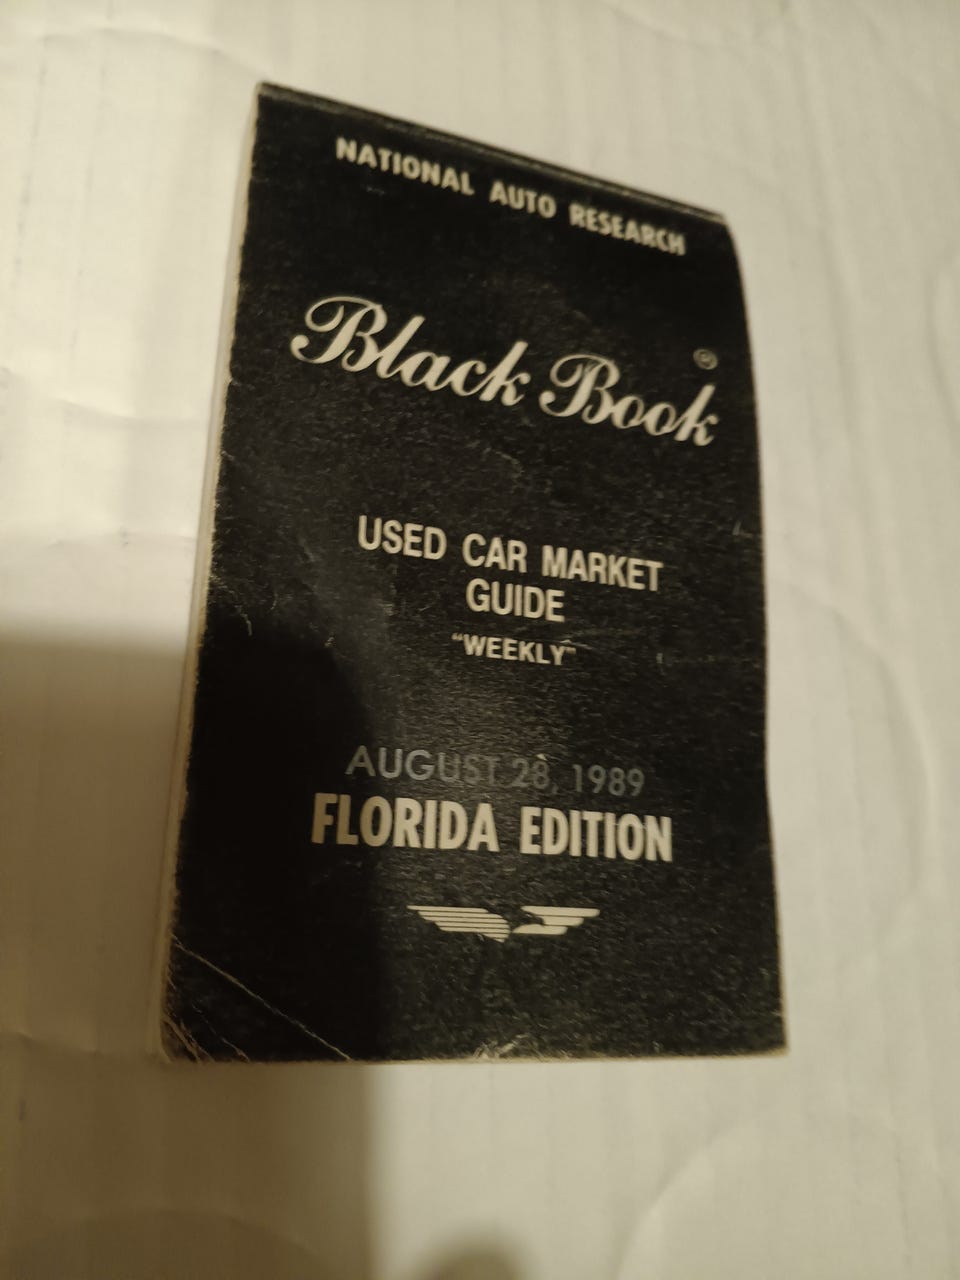 NATIONAL AUTO RESEARCH
Black Book®
USED CAR MARKET
GUIDE
"WEEKLY"
AUGUST 28, 1989
FLORIDA EDITION